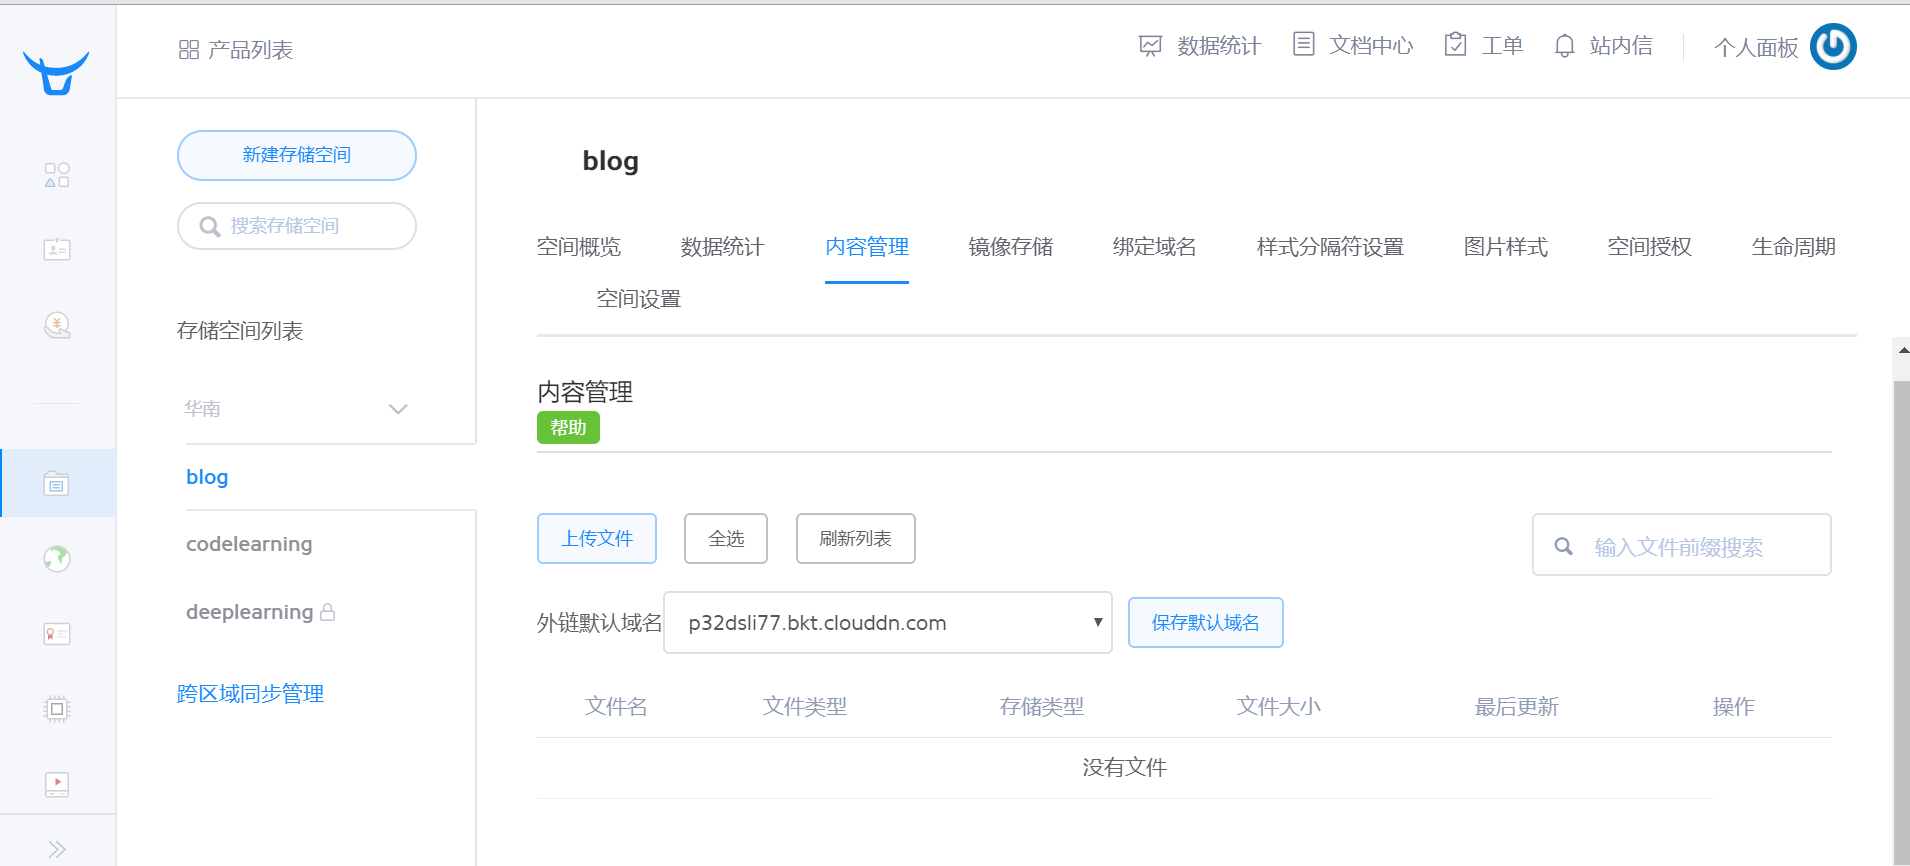 产品列表
数据统计
文档中心
工单
站内信
个人面板
新建存储空间
搜索存储空间
存储空间列表
华南
blog
codelearning
deeplearning
跨区域同步管理
blog
空间概览 数据统计 内容管理 镜像存储 绑定域名 样式分隔符设置 图片样式 空间授权 生命周期
空间设置
内容管理
帮助
上传文件 全选 刷新列表
输入文件前缀搜索
外链默认域名 p32dsli77.bkt.clouddn.com 保存默认域名
文件名 文件类型 存储类型 文件大小 最后更新 操作
没有文件